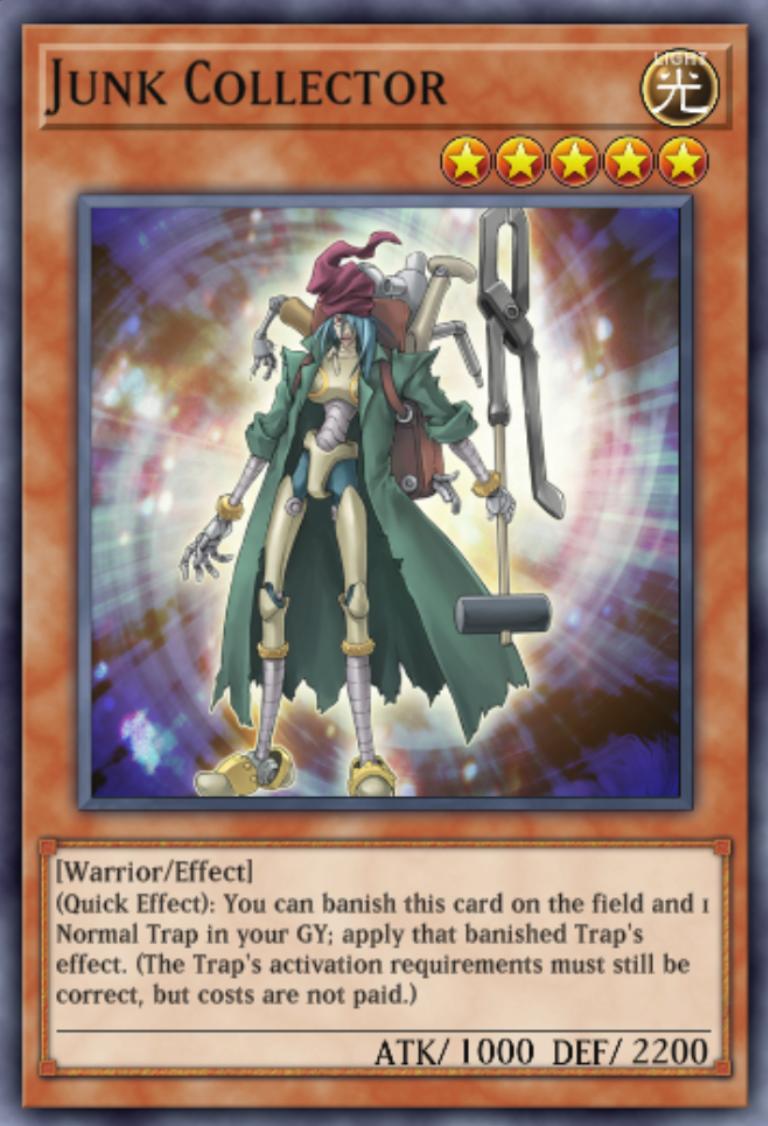 Junk Collector
LIGHT
光
[Warrior/Effect]
(Quick Effect): You can banish this card on the field and 1
Normal Trap in your GY; apply that banished Trap's
effect. (The Trap's activation requirements must still be
correct, but costs are not paid.)
ATK/ 1000 DEF/ 2200